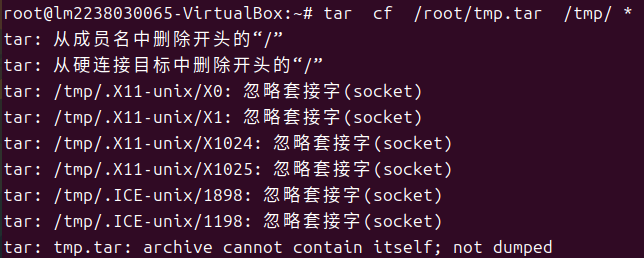 root@lm2238030065-VirtualBox:~# tar  cf  /root/tmp.tar  /tmp/ *
tar: 从成员名中删除开头的“/”
tar: 从硬连接目标中删除开头的“/”
tar: /tmp/.X11-unix/X0: 忽略套接字(socket)
tar: /tmp/.X11-unix/X1: 忽略套接字(socket)
tar: /tmp/.X11-unix/X1024: 忽略套接字(socket)
tar: /tmp/.X11-unix/X1025: 忽略套接字(socket)
tar: /tmp/.ICE-unix/1898: 忽略套接字(socket)
tar: /tmp/.ICE-unix/1198: 忽略套接字(socket)
tar: tmp.tar: archive cannot contain itself; not dumped